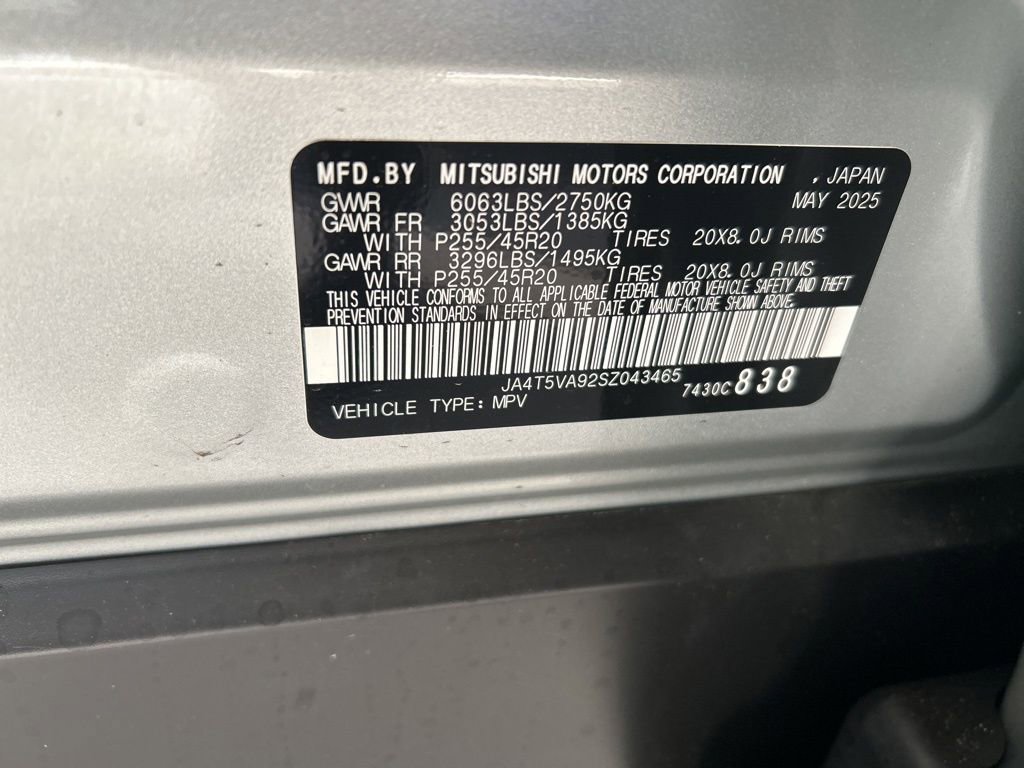 MFD.BY MITSUBISHI MOTORS CORPORATION , JAPAN
GVWR 6063LBS/2750KG MAY 2025
GAWR FR 3053LBS/1385KG
WITH P255/45R20 TIRES 20X8.0J RIMS
GAWR RR 3296LBS/1495KG
WITH P255/45R20 TIRES 20X8.0J RIMS
THIS VEHICLE CONFORMS TO ALL APPLICABLE FEDERAL MOTOR VEHICLE SAFETY AND THEFT
PREVENTION STANDARDS IN EFFECT ON THE DATE OF MANUFACTURE SHOWN ABOVE.
JA4T5VA92SZ043465 7430C 838
VEHICLE TYPE: MPV